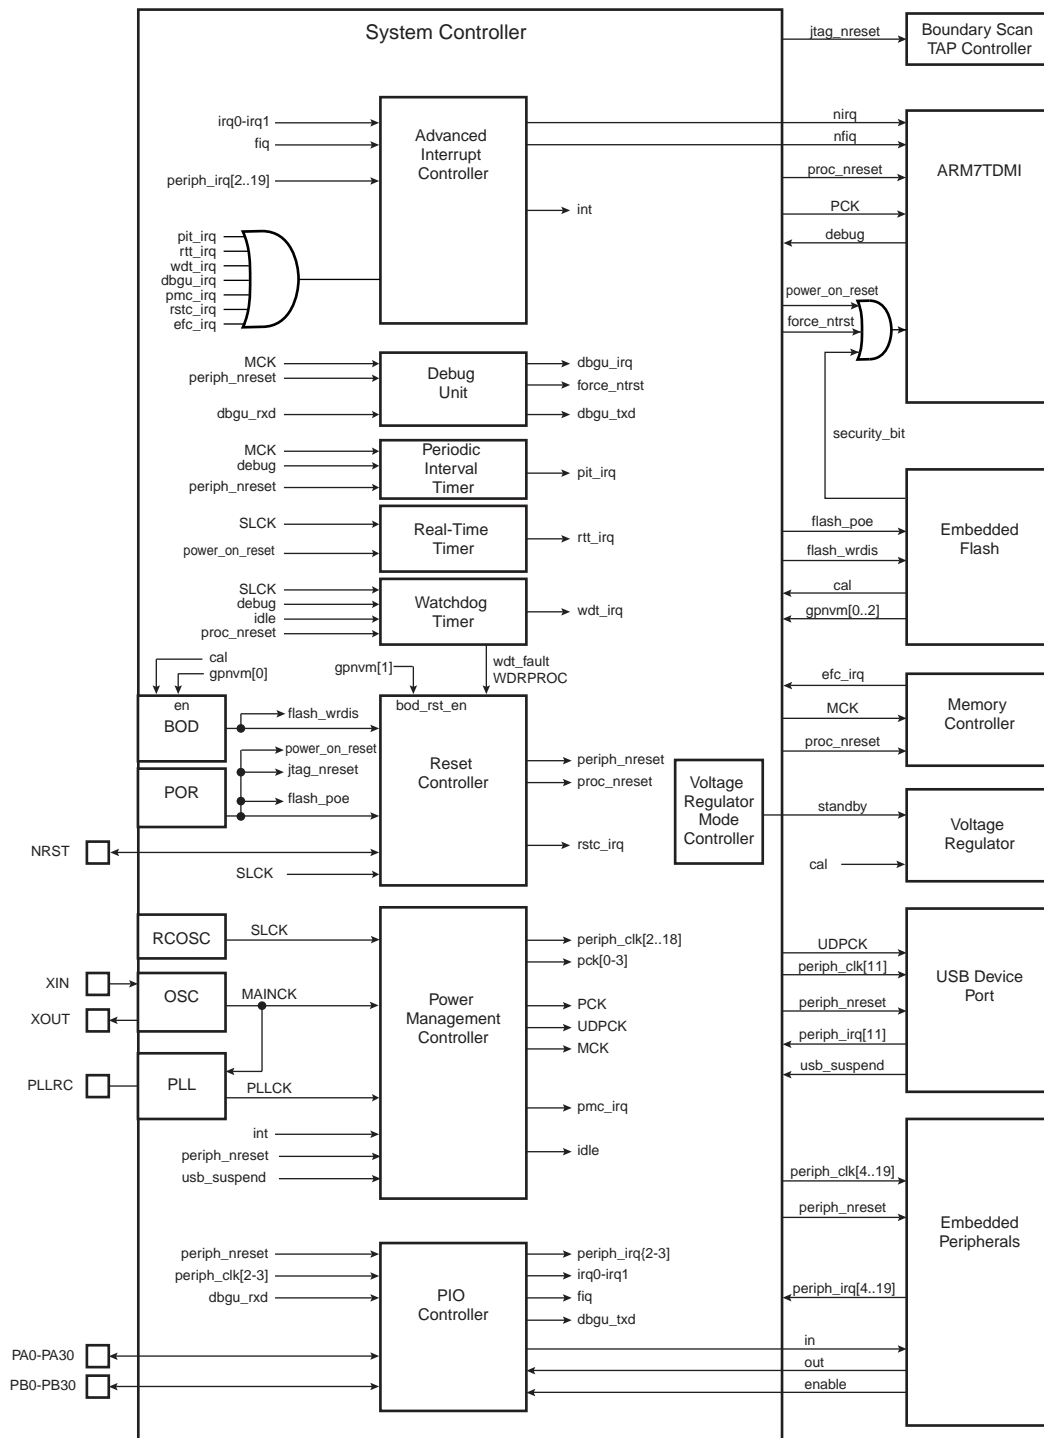 System Controller
jtag_nreset
Boundary Scan
TAP Controller
irq0-irq1
fiq
periph_irq[2..19]
Advanced
Interrupt
Controller
int
nirq
nfiq
proc_nreset
PCK
debug
ARM7TDMI
pit_irq
rtt_irq
wdt_irq
dbgu_irq
pmc_irq
rstc_irq
efc_irq
power_on_reset
force_ntrst
security_bit
MCK
periph_nreset
dbgu_rxd
Debug
Unit
dbgu_irq
force_ntrst
dbgu_txd
MCK
debug
periph_nreset
Periodic
Interval
Timer
pit_irq
SLCK
power_on_reset
Real-Time
Timer
rtt_irq
flash_poe
flash_wrdis
cal
gpnvm[0..2]
Embedded
Flash
SLCK
debug
idle
proc_nreset
Watchdog
Timer
wdt_irq
cal
gpnvm[0]
gpnvm[1]
wdt_fault
WDRPROC
en
BOD
flash_wrdis
bod_rst_en
power_on_reset
jtag_nreset
flash_poe
POR
Reset
Controller
periph_nreset
proc_nreset
rstc_irq
NRST
SLCK
efc_irq
MCK
proc_nreset
Memory
Controller
Voltage
Regulator
Mode
Controller
standby
cal
Voltage
Regulator
RCOSC
SLCK
XIN
OSC
MAINCK
XOUT
PLLRC
PLL
PLLCK
int
periph_nreset
usb_suspend
Power
Management
Controller
periph_clk[2..18]
pck[0-3]
PCK
UDPCK
MCK
pmc_irq
idle
UDPCK
periph_clk[11]
periph_nreset
periph_irq[11]
usb_suspend
USB Device
Port
periph_nreset
periph_clk[2-3]
dbgu_rxd
PIO
Controller
periph_irq{2-3]
irq0-irq1
fiq
dbgu_txd
PA0-PA30
PB0-PB30
periph_clk[4..19]
periph_nreset
periph_irq[4..19]
in
out
enable
Embedded
Peripherals